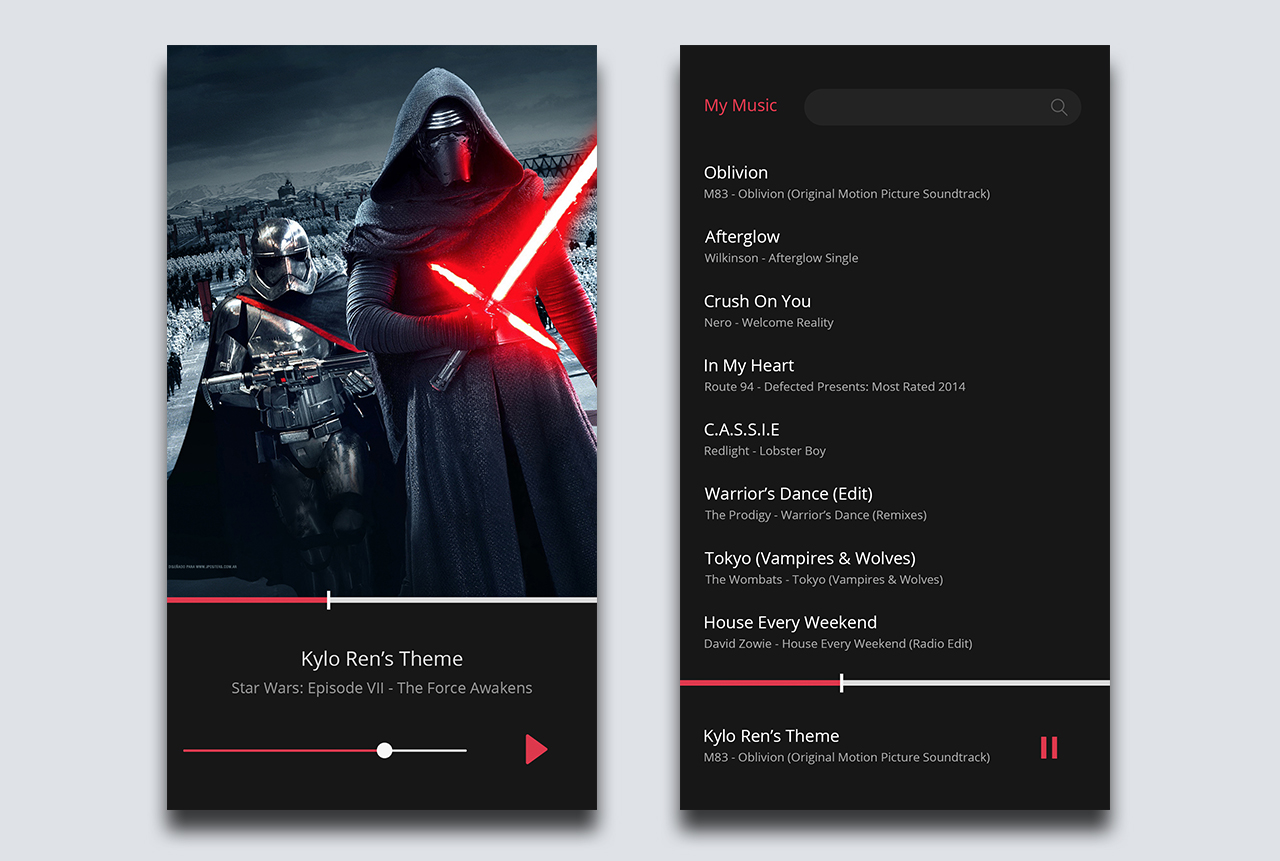 Kylo Ren’s Theme
Star Wars: Episode VII - The Force Awakens
My Music
Oblivion
M83 - Oblivion (Original Motion Picture Soundtrack)
Afterglow
Wilkinson - Afterglow Single
Crush On You
Nero - Welcome Reality
In My Heart
Route 94 - Defected Presents: Most Rated 2014
C.A.S.S.I.E
Redlight - Lobster Boy
Warrior’s Dance (Edit)
The Prodigy - Warrior’s Dance (Remixes)
Tokyo (Vampires & Wolves)
The Wombats - Tokyo (Vampires & Wolves)
House Every Weekend
David Zowie - House Every Weekend (Radio Edit)
Kylo Ren’s Theme
M83 - Oblivion (Original Motion Picture Soundtrack)